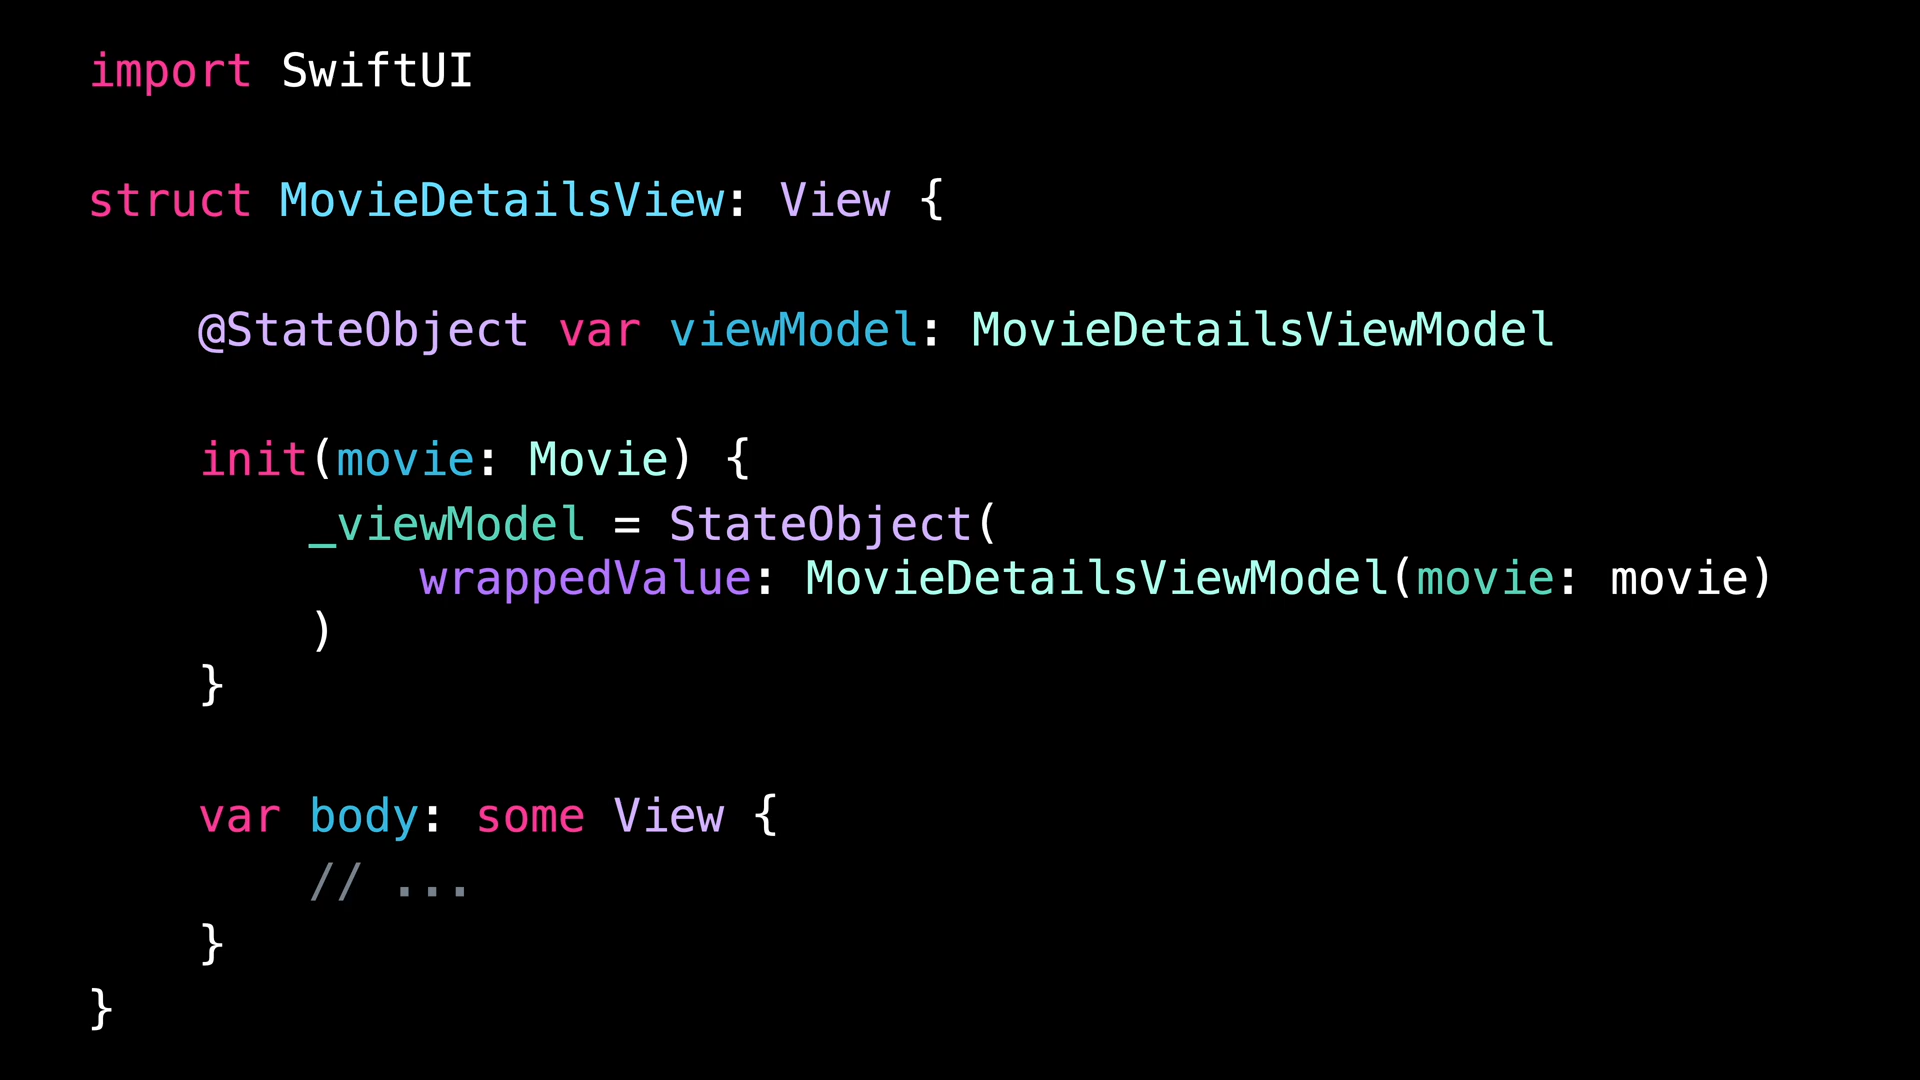 import SwiftUI
struct MovieDetailsView: View {
@StateObject var viewModel: MovieDetailsViewModel
init(movie: Movie) {
_viewModel = StateObject(
wrappedValue: MovieDetailsViewModel(movie: movie)
)
}
var body: some View {
// ...
}
}